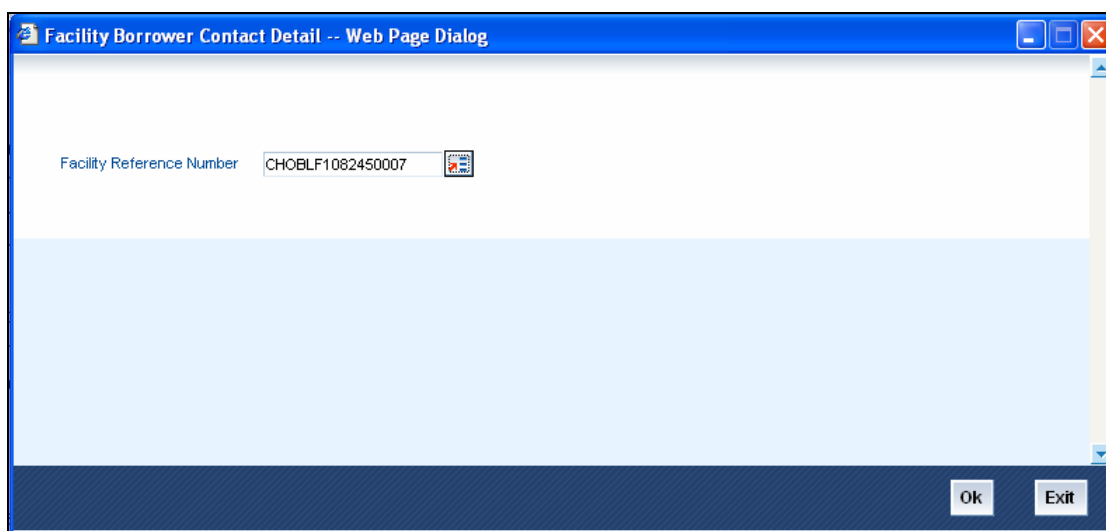 Facility Borrower Contact Detail -- Web Page Dialog
Facility Reference Number CHOBLF1082450007
Ok Exit